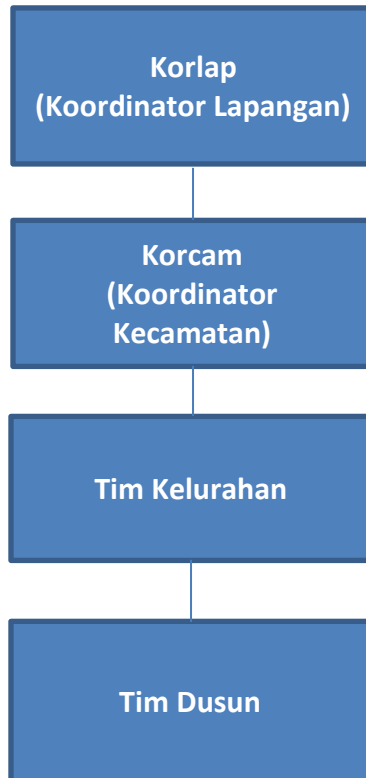 Korlap
(Koordinator Lapangan)
Korcam
(Koordinator
Kecamatan)
Tim Kelurahan
Tim Dusun